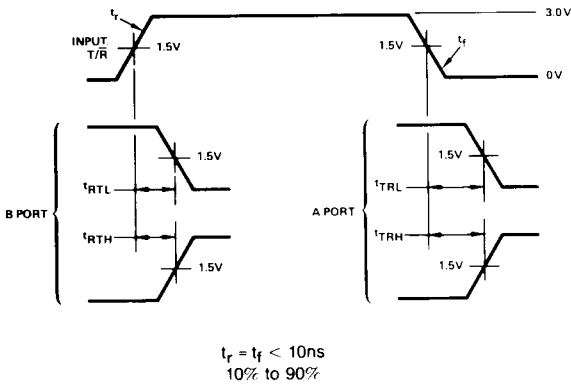 tr
3.0V
INPUT
T/R̅
1.5V
1.5V
tf
0V
1.5V
1.5V
tRTL
tTRL
B PORT
A PORT
tRTH
tTRH
1.5V
1.5V
tr = tf < 10ns
10% to 90%